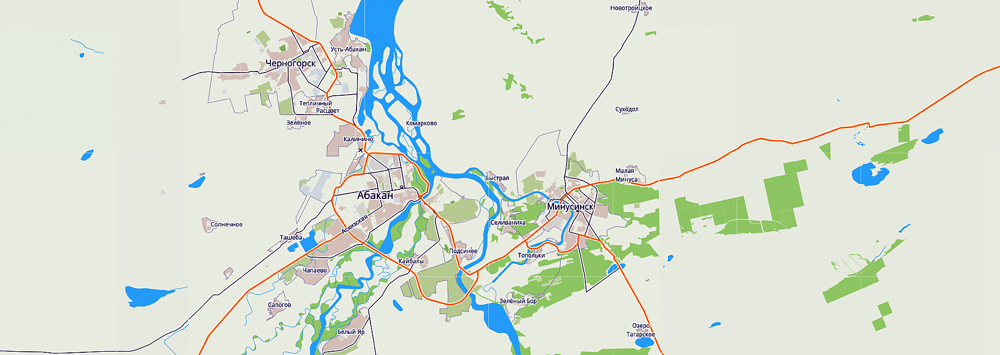 Новотроицкое
Усть-Абакан
Черногорск
Тепличный
Расцвет
Суходол
Зелёное
Комарково
Калинино
Малая
Минуса
Быстрая
Абакан
Минусинск
Аскизская
Солнечное
Селиваниха
Ташеба
Подсинее
Топольки
Кайбалы
Чапаево
Зелёный Бор
Сапогов
Озеро
Тагарское
Белый Яр